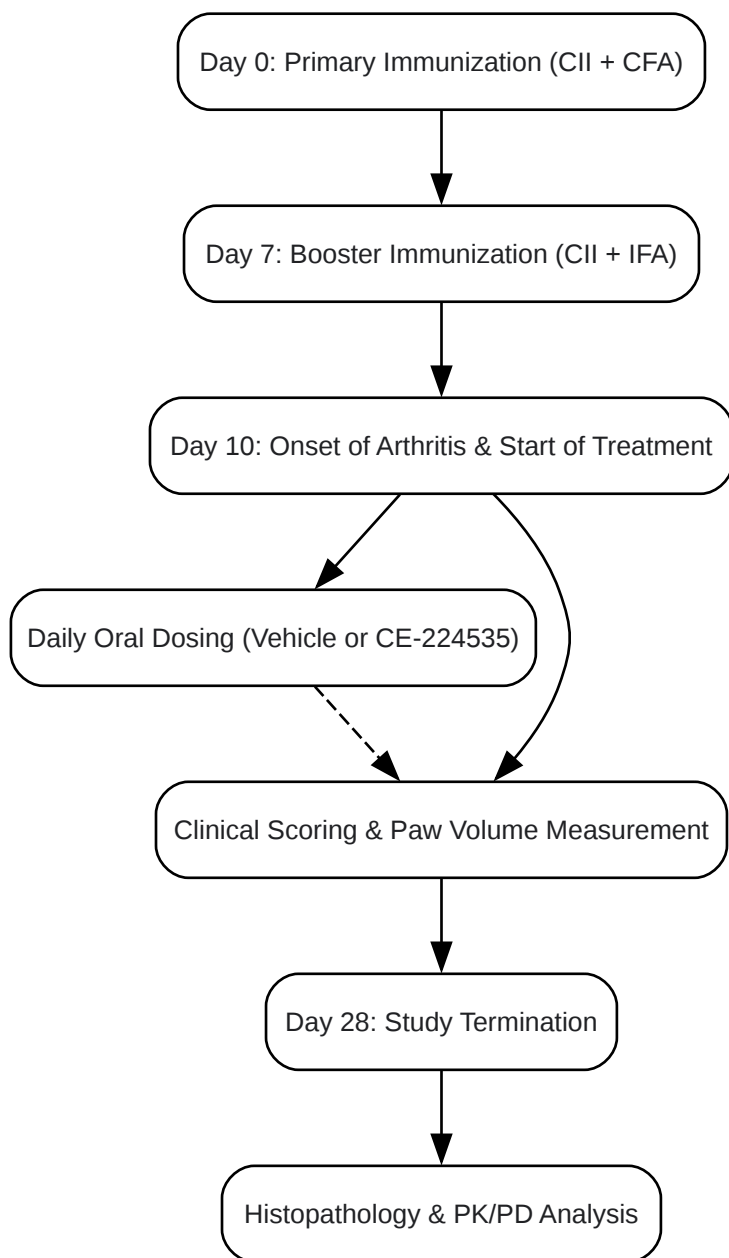 Day 0: Primary Immunization (CII + CFA)
Day 7: Booster Immunization (CII + IFA)
Day 10: Onset of Arthritis & Start of Treatment
Daily Oral Dosing (Vehicle or CE-224535)
Clinical Scoring & Paw Volume Measurement
Day 28: Study Termination
Histopathology & PK/PD Analysis